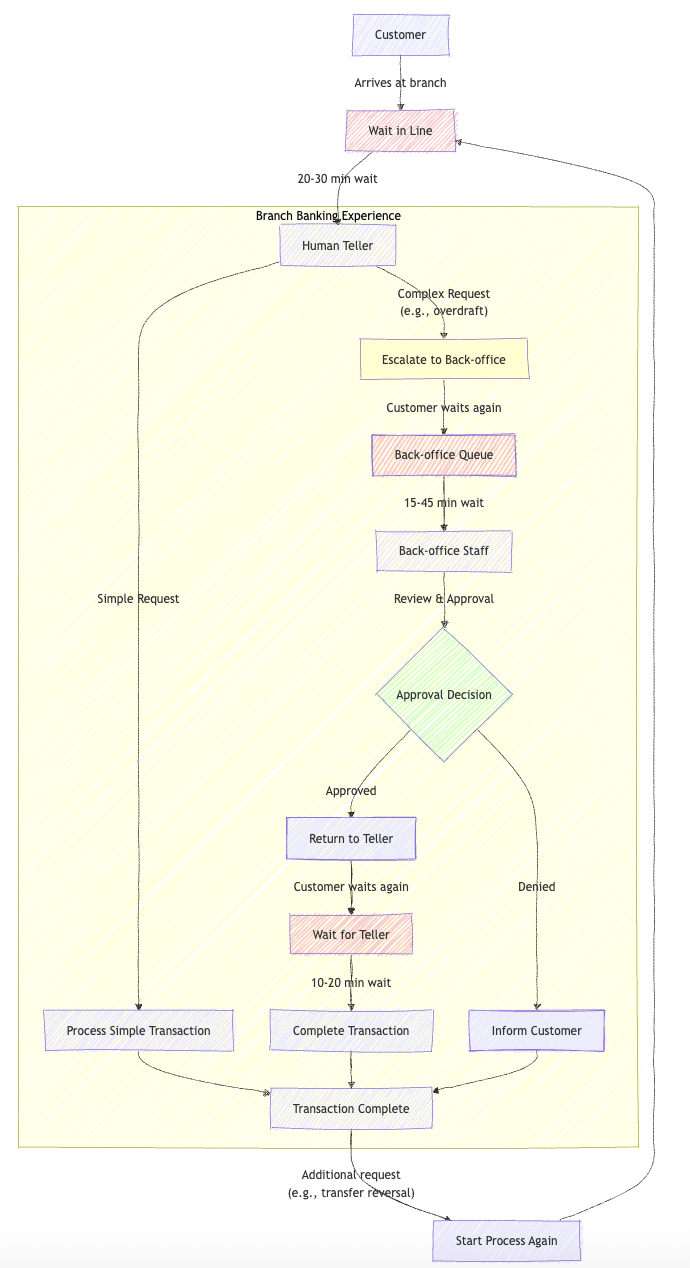 Customer
Arrives at branch
Wait in Line
20-30 min wait
Branch Banking Experience
Human Teller
Complex Request
(e.g., overdraft)
Escalate to Back-office
Customer waits again
Back-office Queue
15-45 min wait
Back-office Staff
Simple Request
Review & Approval
Approval Decision
Approved
Return to Teller
Customer waits again
Denied
Wait for Teller
10-20 min wait
Process Simple Transaction
Complete Transaction
Inform Customer
Transaction Complete
Additional request
(e.g., transfer reversal)
Start Process Again